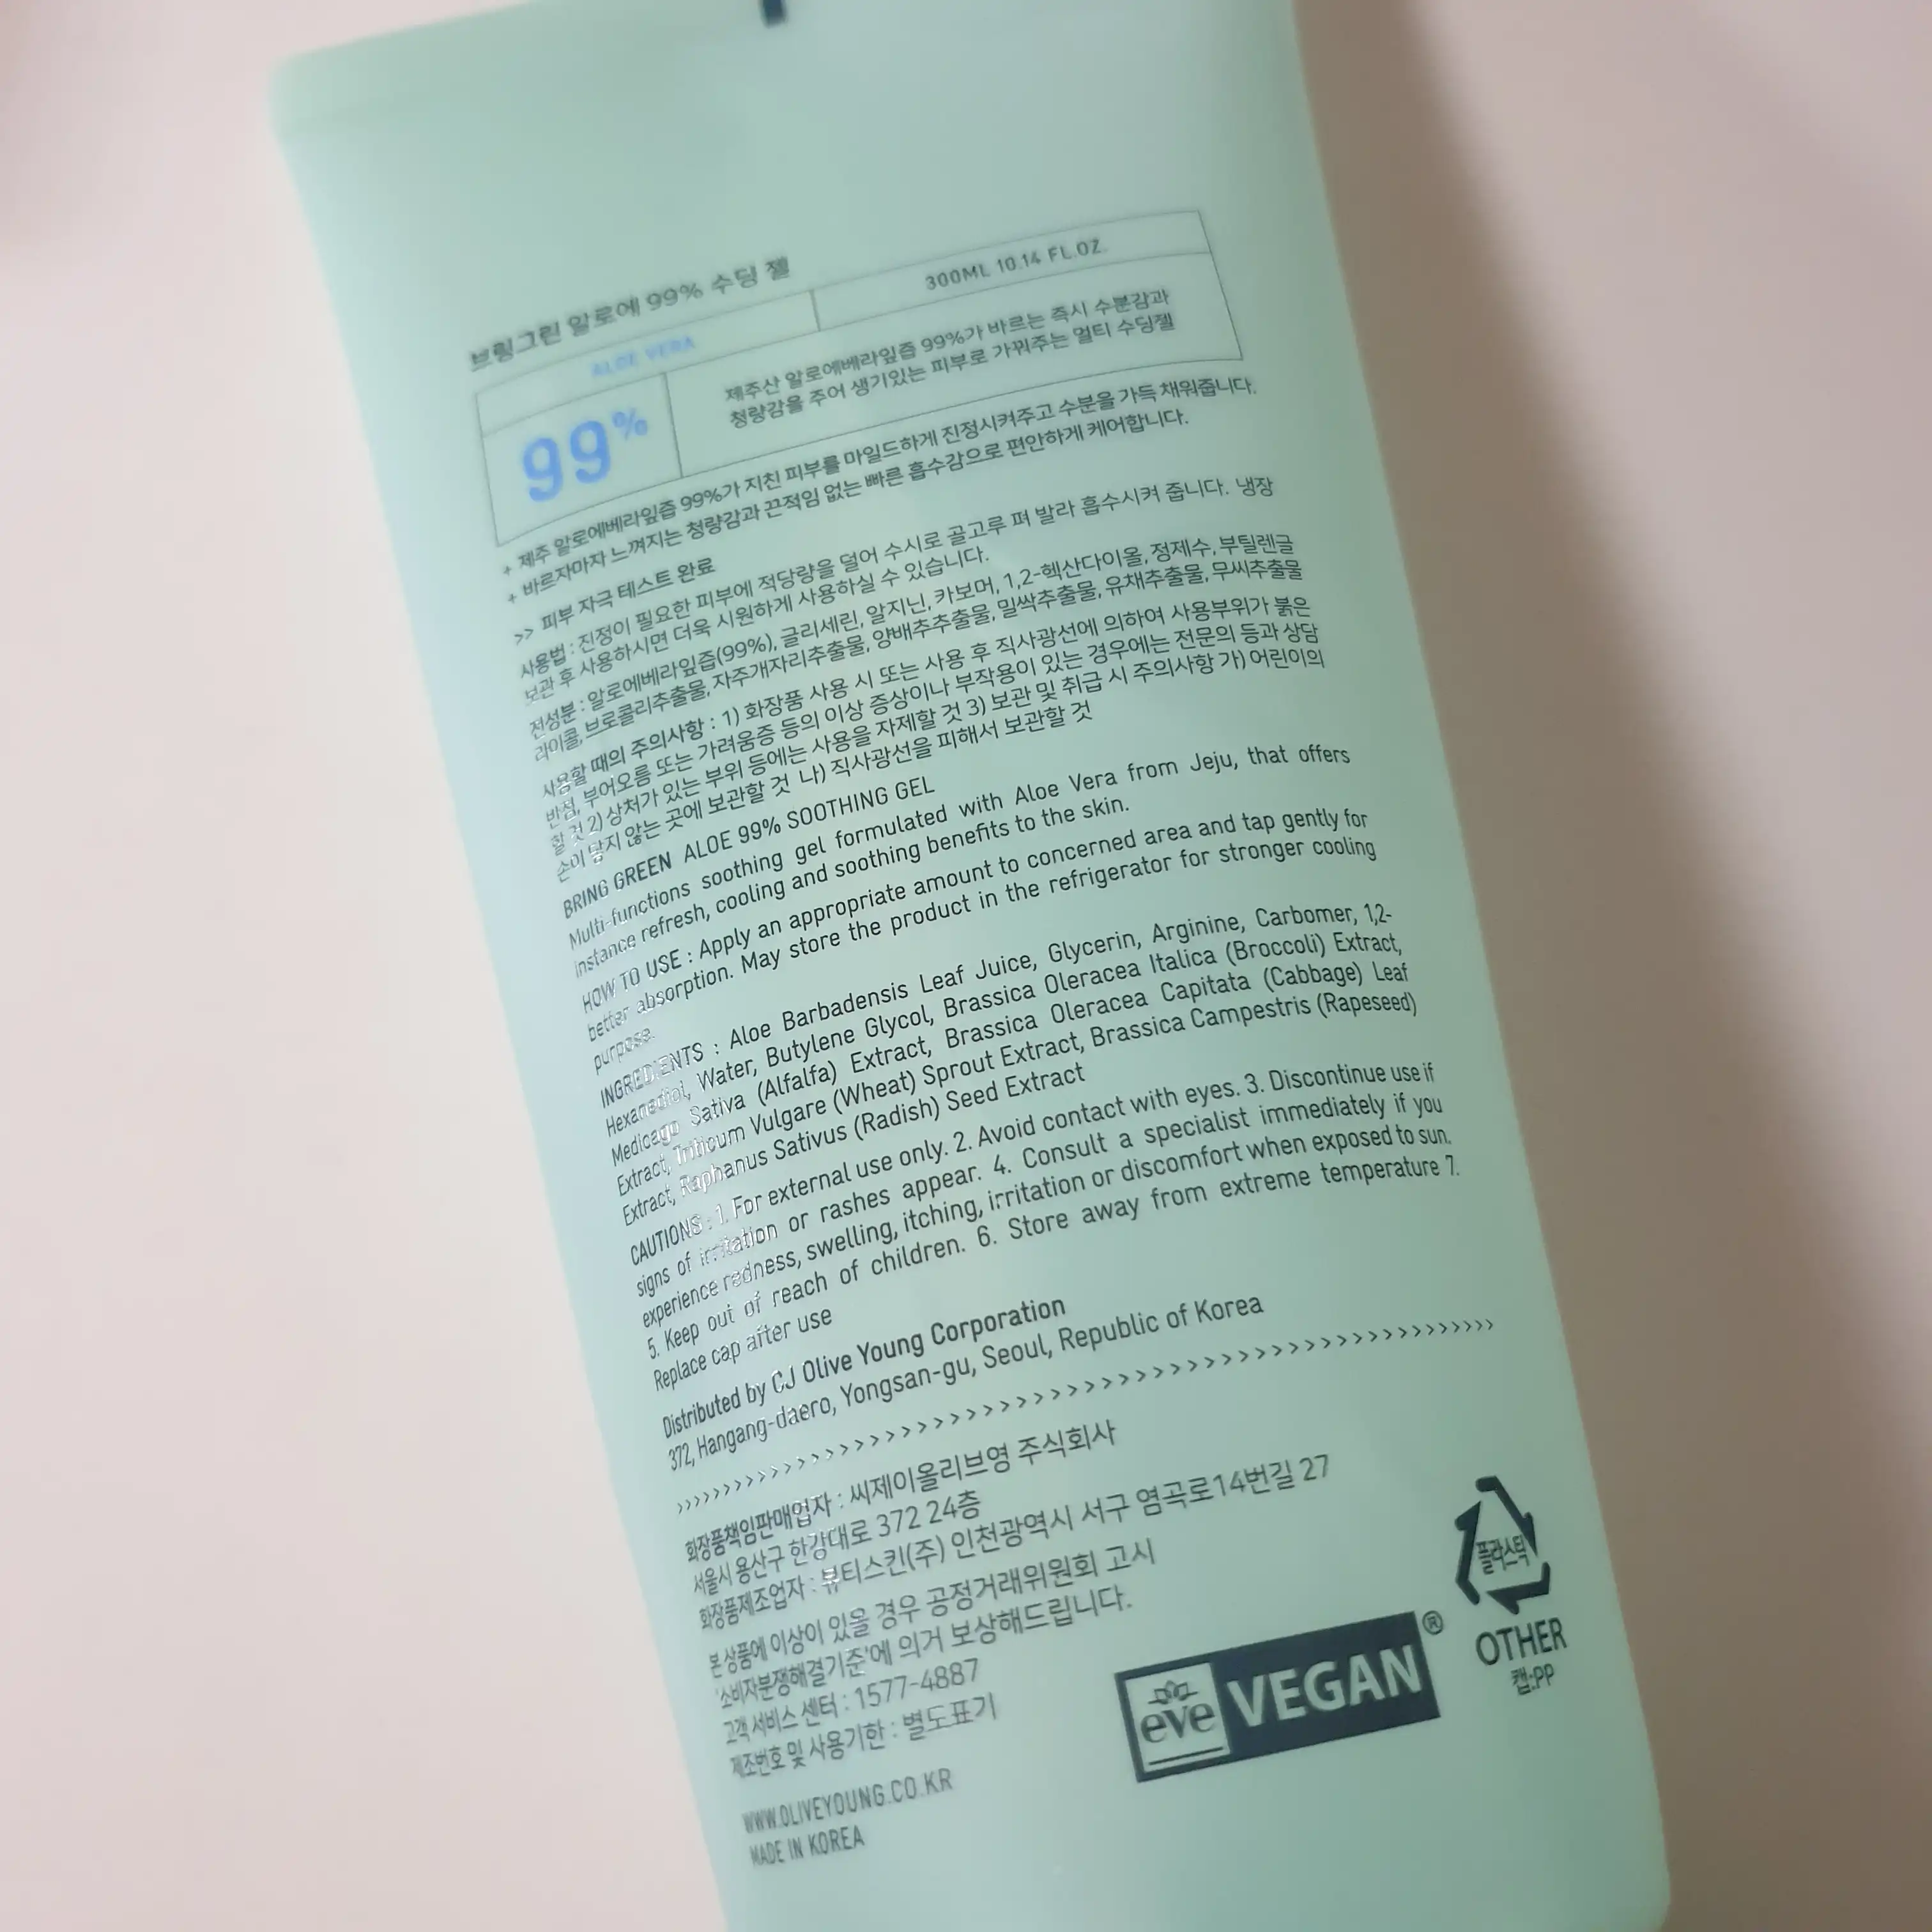 브링그린 알로에 99% 수딩 젤
ALOE VERA
300ML 10.14 FL.OZ.
99%
제주산 알로에베라잎즙 99%가 바르는 즉시 수분감과
청량감을 주어 생기있는 피부로 가꿔주는 멀티 수딩젤
+ 제주 알로에베라잎즙 99%가 지친 피부를 마일드하게 진정시켜주고 수분을 가득 채워줍니다.
+ 바르자마자 느껴지는 청량감과 끈적임 없는 빠른 흡수감으로 편안하게 케어합니다.
>> 피부 자극 테스트 완료
사용법 : 진정이 필요한 피부에 적당량을 덜어 수시로 골고루 펴 발라 흡수시켜 줍니다. 냉장
보관 후 사용하시면 더욱 시원하게 사용하실 수 있습니다.
전성분 : 알로에베라잎즙(99%), 글리세린, 알지닌, 카보머, 1,2-헥산다이올, 정제수, 부틸렌글
라이콜, 브로콜리추출물, 자주개자리추출물, 양배추추출물, 밀싹추출물, 유채추출물, 무씨추출물
사용할 때의 주의사항 : 1) 화장품 사용 시 또는 사용 후 직사광선에 의하여 사용부위가 붉은
반점, 부어오름 또는 가려움증 등의 이상 증상이나 부작용이 있는 경우에는 전문의 등과 상담
할 것 2) 상처가 있는 부위 등에는 사용을 자제할 것 3) 보관 및 취급 시 주의사항 가) 어린이의
손이 닿지 않는 곳에 보관할 것 나) 직사광선을 피해서 보관할 것
BRING GREEN ALOE 99% SOOTHING GEL
Multi-functions soothing gel formulated with Aloe Vera from Jeju, that offers
instance refresh, cooling and soothing benefits to the skin.
HOW TO USE : Apply an appropriate amount to concerned area and tap gently for
better absorption. May store the product in the refrigerator for stronger cooling
purpose.
INGREDIENTS : Aloe Barbadensis Leaf Juice, Glycerin, Arginine, Carbomer, 1,2-
Hexanediol, Water, Butylene Glycol, Brassica Oleracea Italica (Broccoli) Extract,
Medicago Sativa (Alfalfa) Extract, Brassica Oleracea Capitata (Cabbage) Leaf
Extract, Triticum Vulgare (Wheat) Sprout Extract, Brassica Campestris (Rapeseed)
Extract, Raphanus Sativus (Radish) Seed Extract
CAUTIONS : 1. For external use only. 2. Avoid contact with eyes. 3. Discontinue use if
signs of irritation or rashes appear. 4. Consult a specialist immediately if you
experience redness, swelling, itching, irritation or discomfort when exposed to sun.
5. Keep out of reach of children. 6. Store away from extreme temperature 7.
Replace cap after use
Distributed by CJ Olive Young Corporation
372, Hangang-daero, Yongsan-gu, Seoul, Republic of Korea
화장품책임판매업자 : 씨제이올리브영 주식회사
서울시 용산구 한강대로 372 24층
화장품제조업자 : 뷰티스킨(주) 인천광역시 서구 염곡로14번길 27
본 상품에 이상이 있을 경우 공정거래위원회 고시
'소비자분쟁해결기준'에 의거 보상해드립니다.
고객 서비스 센터 : 1577-4887
제조번호 및 사용기한 : 별도표기
WWW.OLIVEYOUNG.CO.KR
MADE IN KOREA
eve VEGAN ®
플라스틱
OTHER
캡:PP